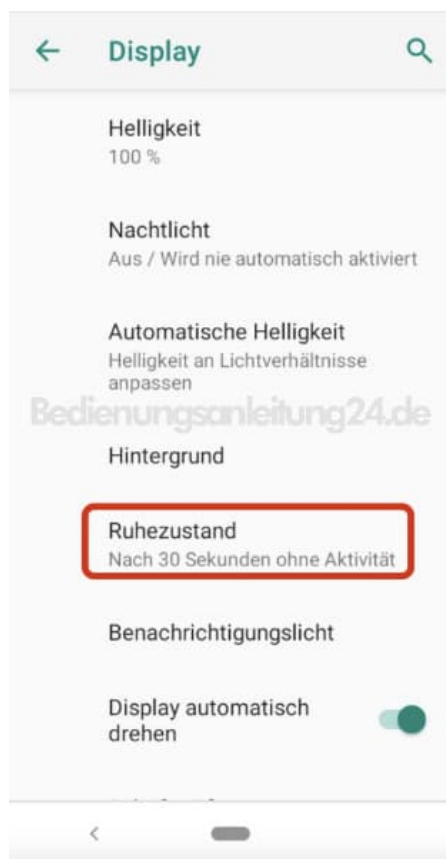 Display
Helligkeit
100 %
Nachtlicht
Aus / Wird nie automatisch aktiviert
Automatische Helligkeit
Helligkeit an Lichtverhältnisse
anpassen
Bedienungsanleitung24.de
Hintergrund
Ruhezustand
Nach 30 Sekunden ohne Aktivität
Benachrichtigungslicht
Display automatisch
drehen